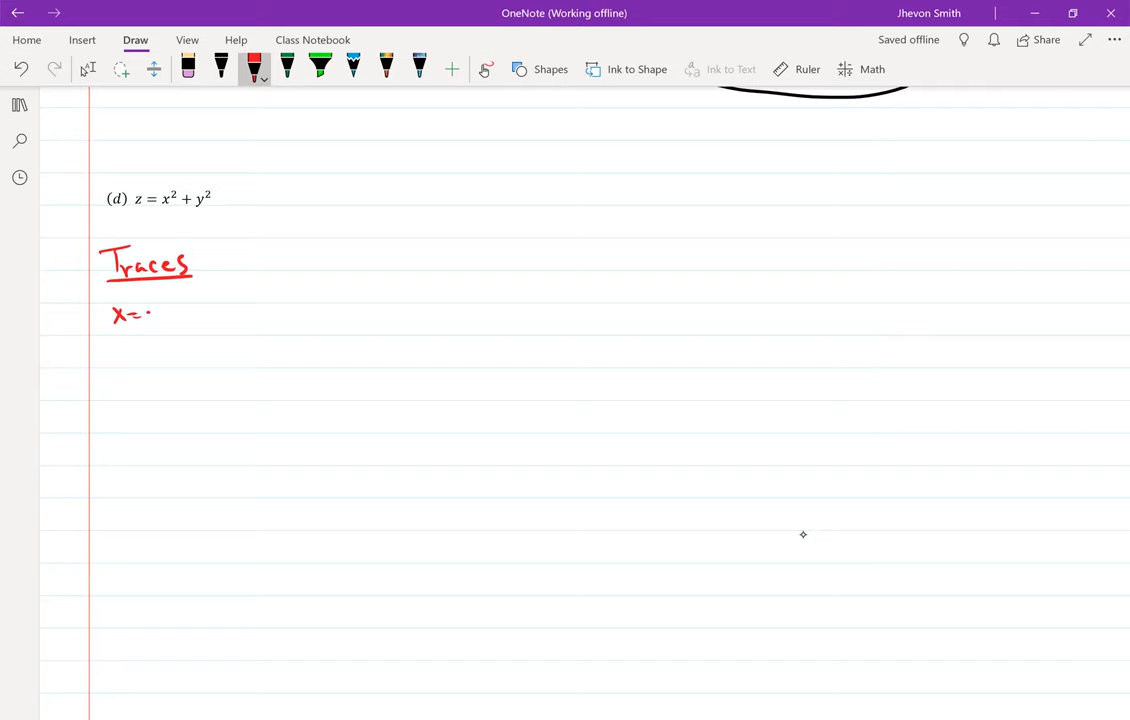 OneNote (Working offline)
Jhevon Smith
Home Insert Draw View Help Class Notebook
Saved offline
Share
Shapes
Ink to Shape
Ink to Text
Ruler
Math
(d) z = x² + y²
Traces
x=